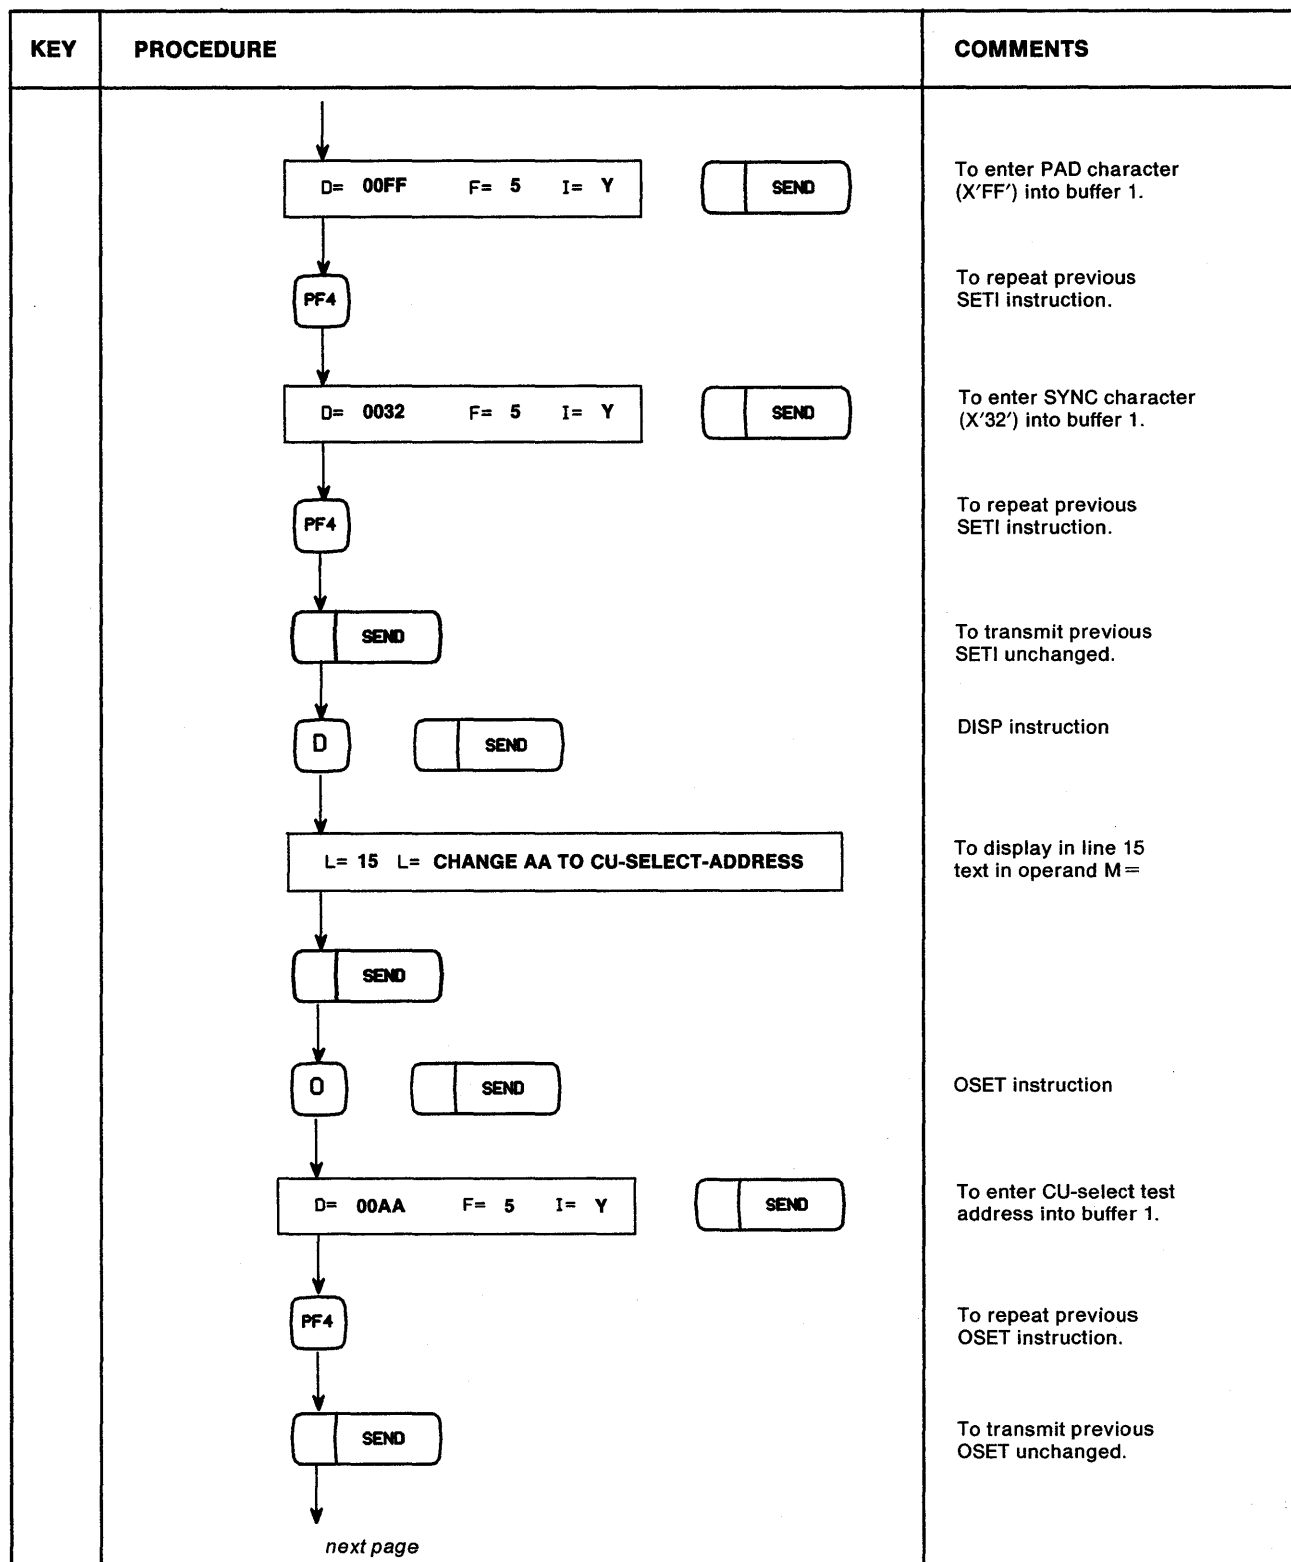 KEY PROCEDURE COMMENTS
D= 00FF F= 5 I= Y SEND
To enter PAD character
(X'FF') into buffer 1.
PF4
To repeat previous
SETI instruction.
D= 0032 F= 5 I= Y SEND
To enter SYNC character
(X'32') into buffer 1.
PF4
To repeat previous
SETI instruction.
SEND
To transmit previous
SETI unchanged.
D SEND
DISP instruction
L= 15 L= CHANGE AA TO CU-SELECT-ADDRESS
To display in line 15
text in operand M=
SEND
O SEND
OSET instruction
D= 00AA F= 5 I= Y SEND
To enter CU-select test
address into buffer 1.
PF4
To repeat previous
OSET instruction.
SEND
To transmit previous
OSET unchanged.
next page